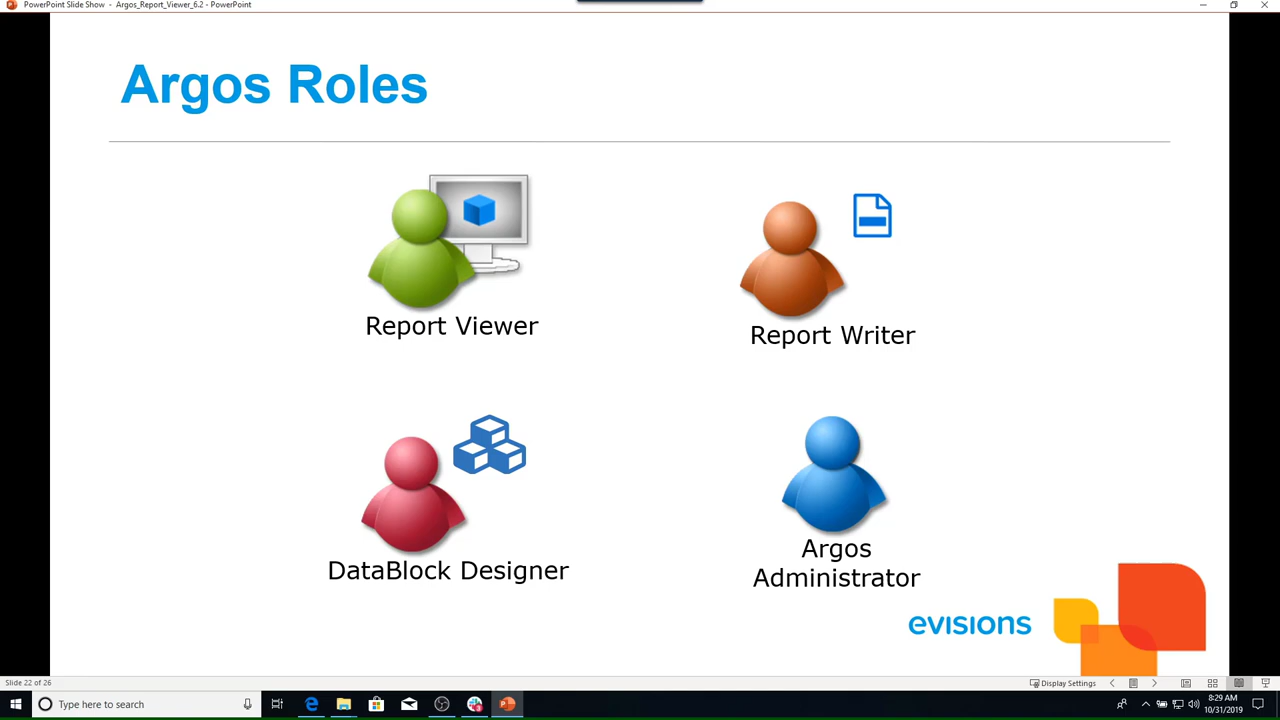 PowerPoint Slide Show - Argos_Report_Viewer_6.2 - PowerPoint
Argos Roles
Report Viewer
Report Writer
DataBlock Designer
Argos
Administrator
evisions
Slide 22 of 26
Display Settings
Type here to search
8:29 AM
10/31/2019